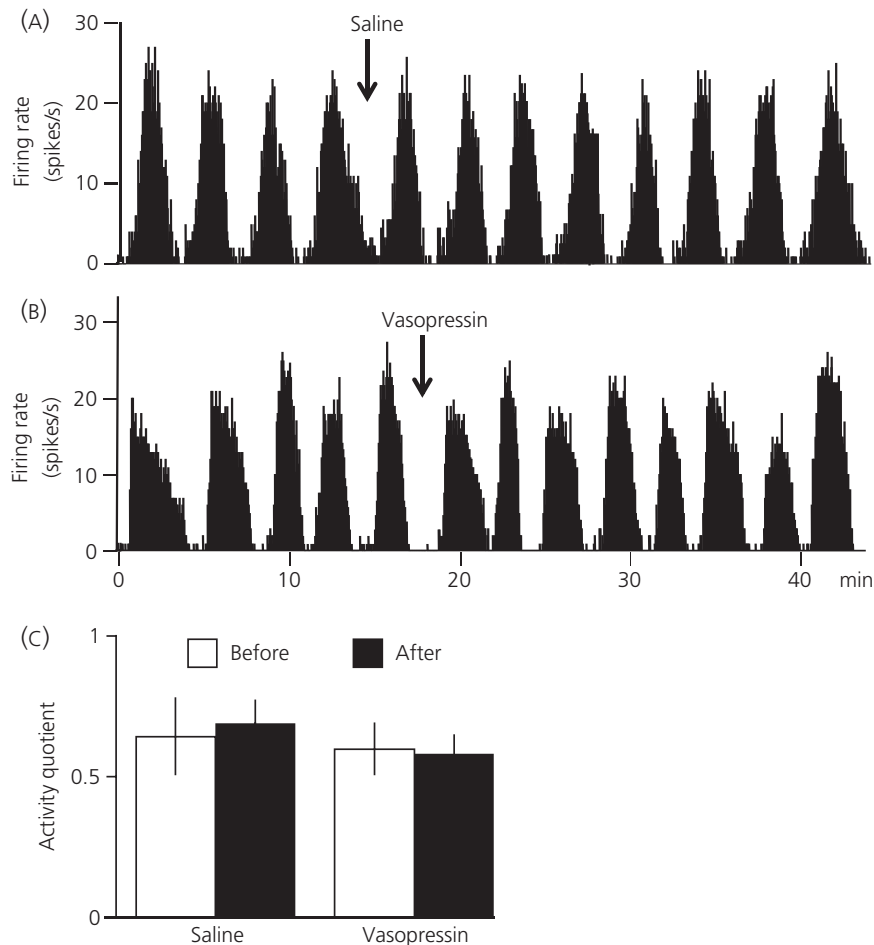 (A)
30
20
10
0
Firing rate
(spikes/s)
Saline
(B)
30
20
10
0
Firing rate
(spikes/s)
Vasopressin
0 10 20 30 40 min
(C)
1
0.5
0
Activity quotient
Before After
Saline Vasopressin